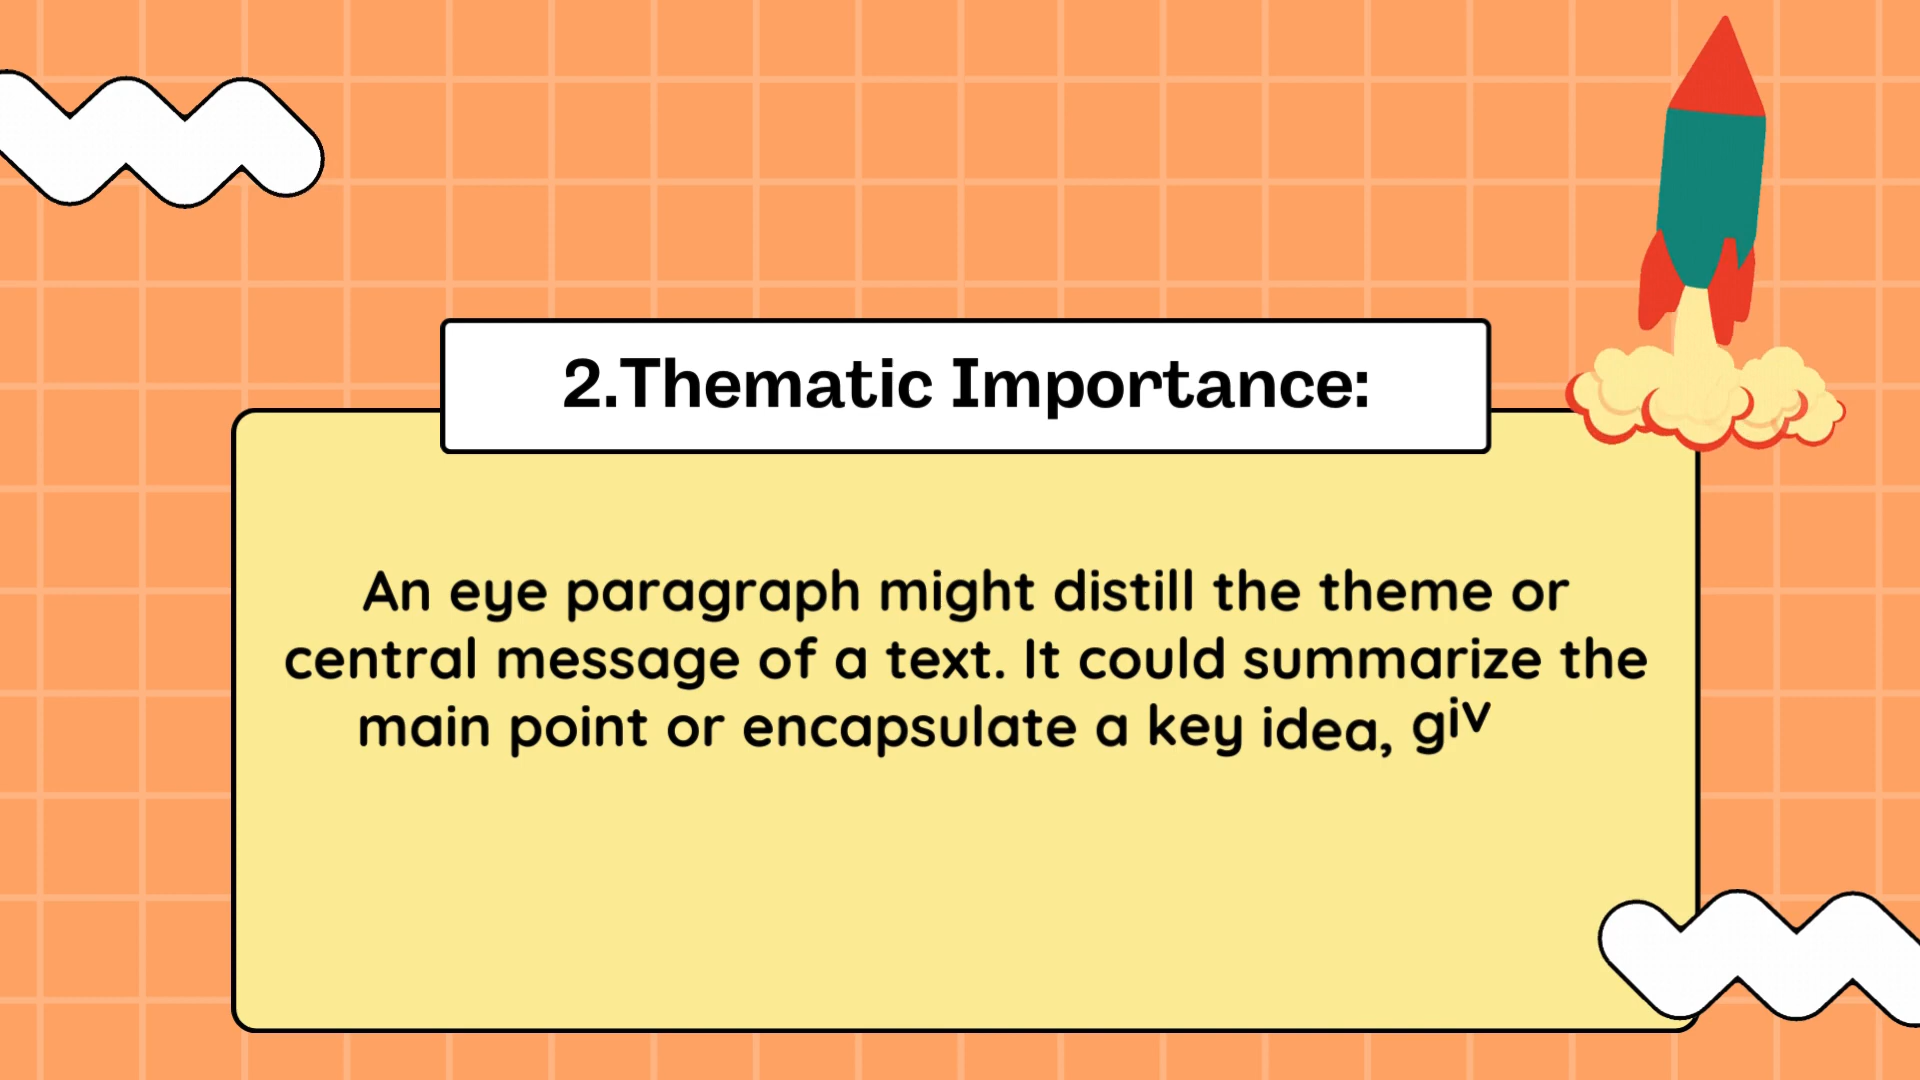 2.Thematic Importance:
An eye paragraph might distill the theme or
central message of a text. It could summarize the
main point or encapsulate a key idea, giv